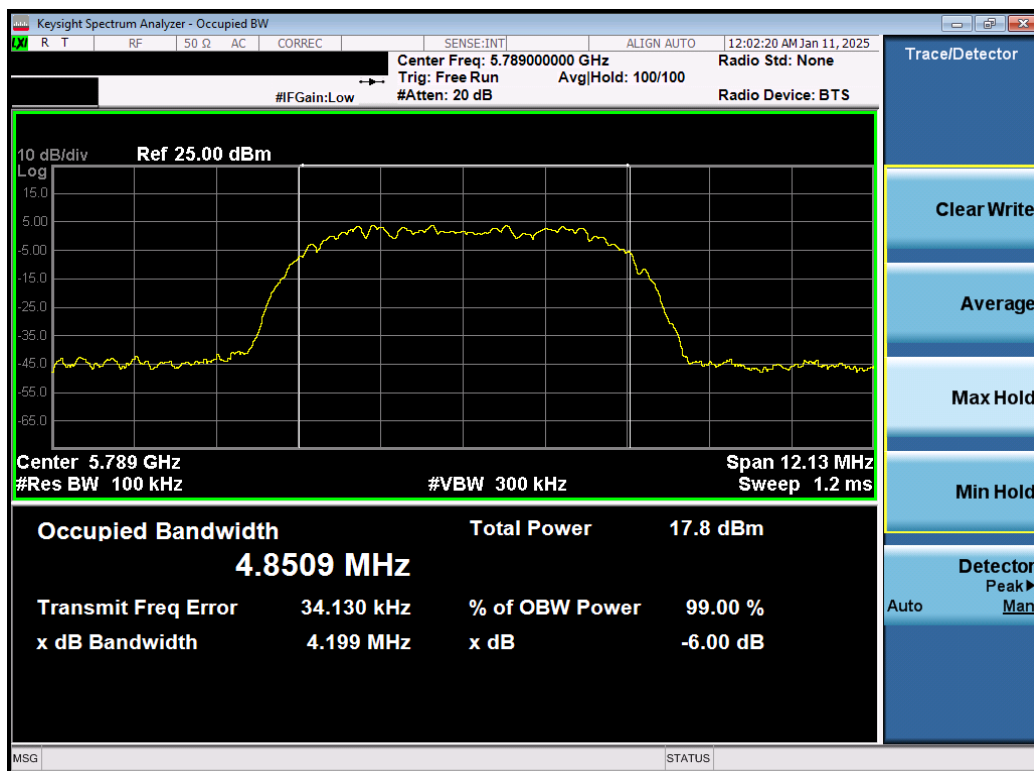 Keysight Spectrum Analyzer - Occupied BW
LXI R T RF 50 Ω AC CORREC SENSE:INT ALIGN AUTO 12:02:20 AM Jan 11, 2025
Center Freq: 5.789000000 GHz Radio Std: None
Trig: Free Run Avg|Hold: 100/100
#IFGain:Low #Atten: 20 dB Radio Device: BTS
10 dB/div Ref 25.00 dBm
Log
15.0
5.00
-5.00
-15.0
-25.0
-35.0
-45.0
-55.0
-65.0
Center 5.789 GHz Span 12.13 MHz
#Res BW 100 kHz #VBW 300 kHz Sweep 1.2 ms
Occupied Bandwidth Total Power 17.8 dBm
4.8509 MHz
Transmit Freq Error 34.130 kHz % of OBW Power 99.00 %
x dB Bandwidth 4.199 MHz x dB -6.00 dB
MSG STATUS
Trace/Detector
Clear Write
Average
Max Hold
Min Hold
Detector
Peak▶
Auto Man